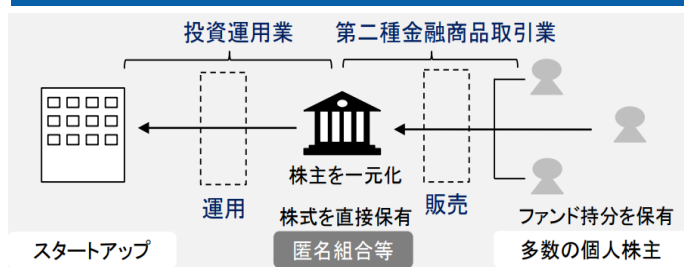 投資運用業
第二種金融商品取引業
株主を一元化
運用
株式を直接保有
販売
ファンド持分を保有
スタートアップ
匿名組合等
多数の個人株主